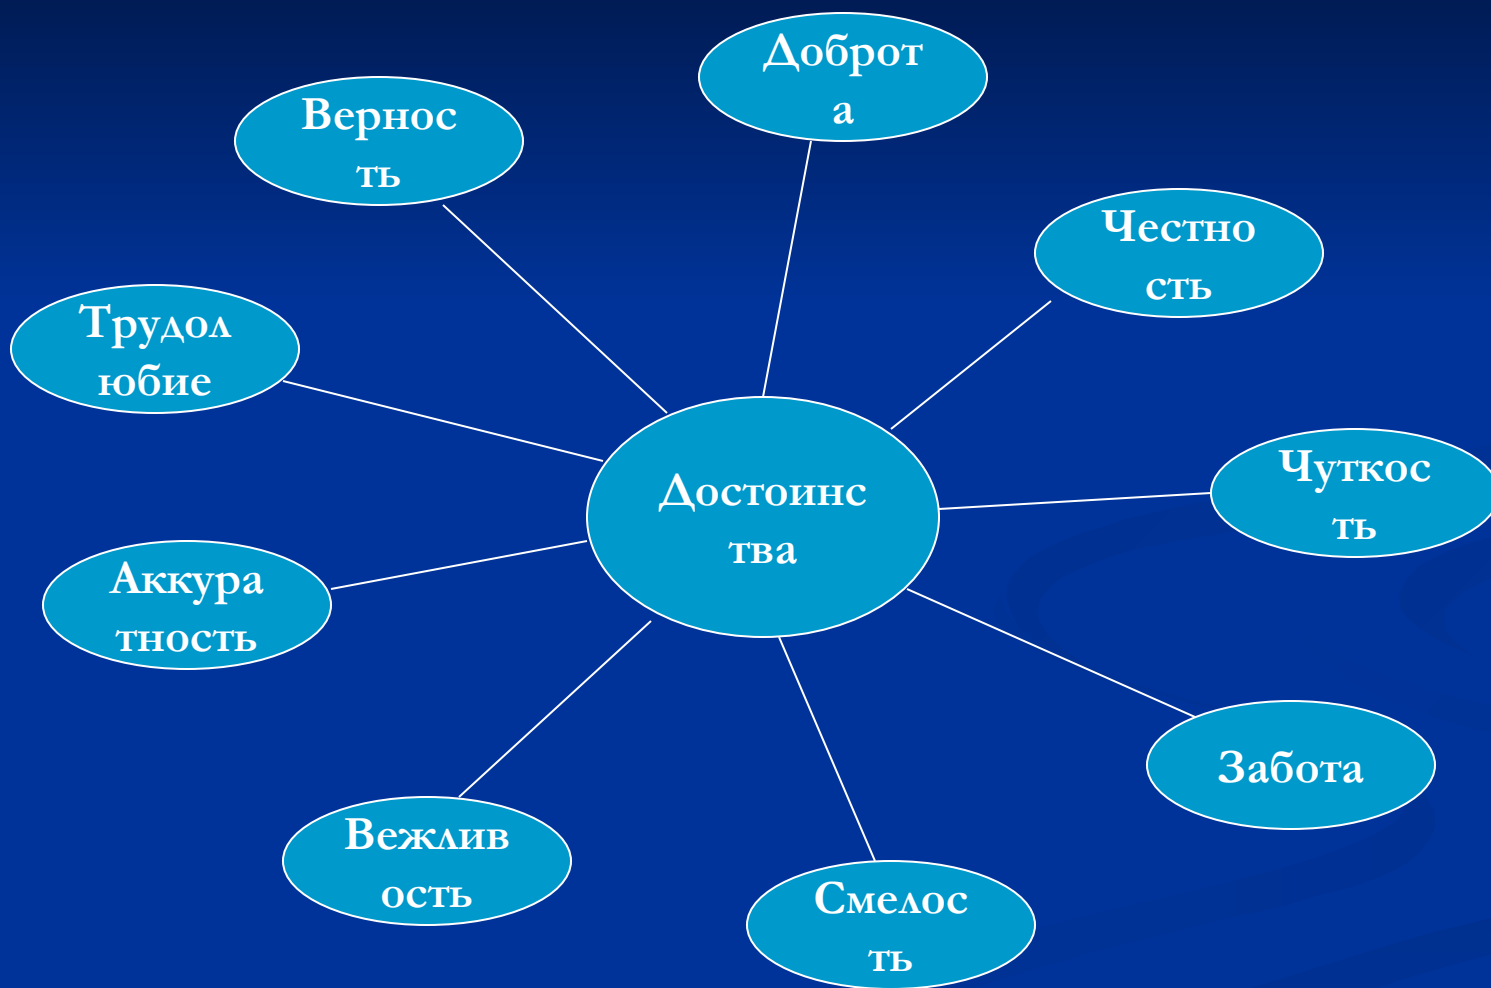 Доброт
а
Вернос
ть
Честно
сть
Трудол
юбие
Чуткос
ть
Достоинс
тва
Аккура
тность
Забота
Вежлив
ость
Смелос
ть